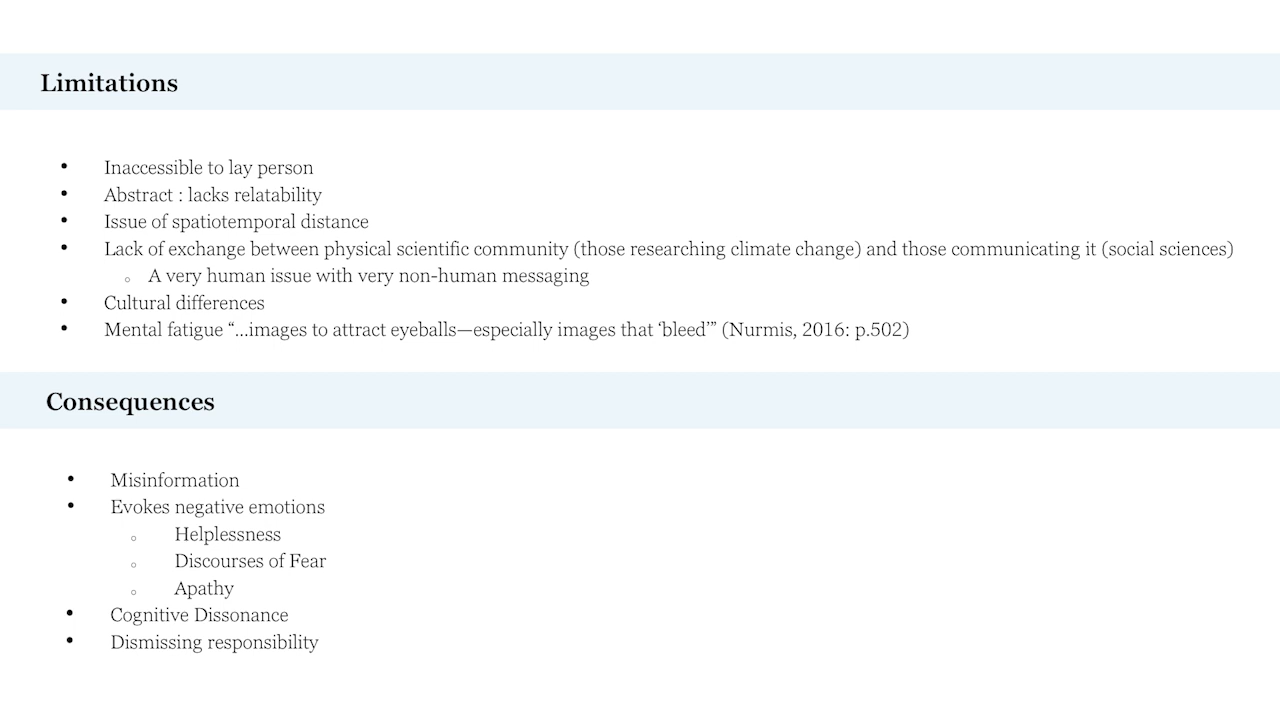 Limitations
• Inaccessible to lay person
• Abstract : lacks relatability
• Issue of spatiotemporal distance
• Lack of exchange between physical scientific community (those researching climate change) and those communicating it (social sciences)
○ A very human issue with very non-human messaging
• Cultural differences
• Mental fatigue “...images to attract eyeballs—especially images that ‘bleed’” (Nurmis, 2016: p.502)
Consequences
• Misinformation
• Evokes negative emotions
○ Helplessness
○ Discourses of Fear
○ Apathy
• Cognitive Dissonance
• Dismissing responsibility